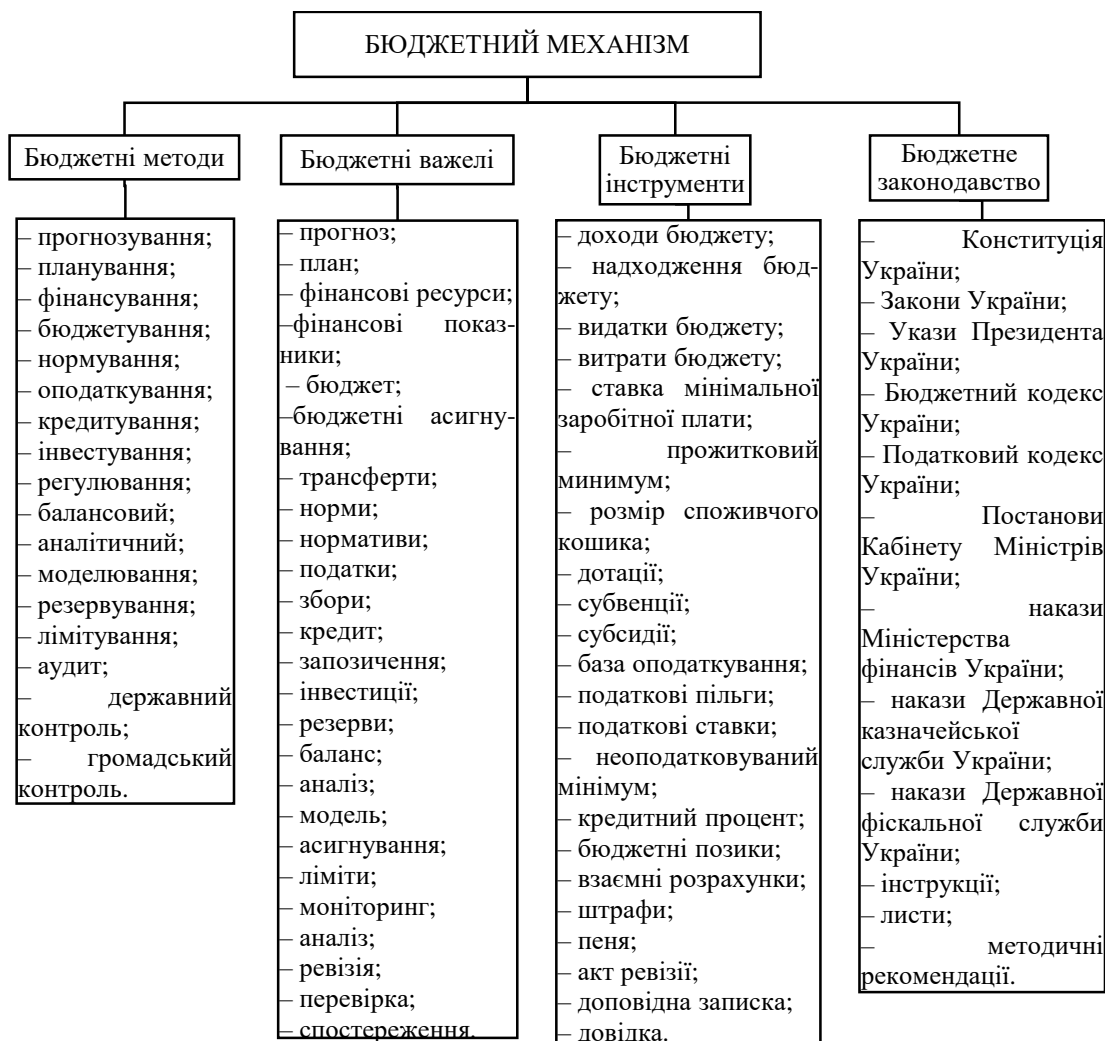 БЮДЖЕТНИЙ МЕХАНІЗМ
Бюджетні методи
– прогнозування;
– планування;
– фінансування;
– бюджетування;
– нормування;
– оподаткування;
– кредитування;
– інвестування;
– регулювання;
– балансовий;
– аналітичний;
– моделювання;
– резервування;
– лімітування;
– аудит;
– державний
контроль;
– громадський
контроль.
Бюджетні важелі
– прогноз;
– план;
– фінансові ресурси;
–фінансові показ-
ники;
– бюджет;
–бюджетні асигну-
вання;
– трансферти;
– норми;
– нормативи;
– податки;
– збори;
– кредит;
– запозичення;
– інвестиції;
– резерви;
– баланс;
– аналіз;
– модель;
– асигнування;
– ліміти;
– моніторинг;
– аналіз;
– ревізія;
– перевірка;
– спостереження.
Бюджетні
інструменти
– доходи бюджету;
– надходження бюд-
жету;
– видатки бюджету;
– витрати бюджету;
– ставка мінімальної
заробітної плати;
– прожитковий
минимум;
– розмір споживчого
кошика;
– дотації;
– субвенції;
– субсидії;
– база оподаткування;
– податкові пільги;
– податкові ставки;
– неоподатковуваний
мінімум;
– кредитний процент;
– бюджетні позики;
– взаємні розрахунки;
– штрафи;
– пеня;
– акт ревізії;
– доповідна записка;
– довідка.
Бюджетне
законодавство
– Конституція
України;
– Закони України;
– Укази Президента
України;
– Бюджетний кодекс
України;
– Податковий кодекс
України;
– Постанови
Кабінету Міністрів
України;
– накази
Міністерства
фінансів України;
– накази Державної
казначейської
служби України;
– накази Державної
фіскальної служби
України;
– інструкції;
– листи;
– методичні
рекомендації.